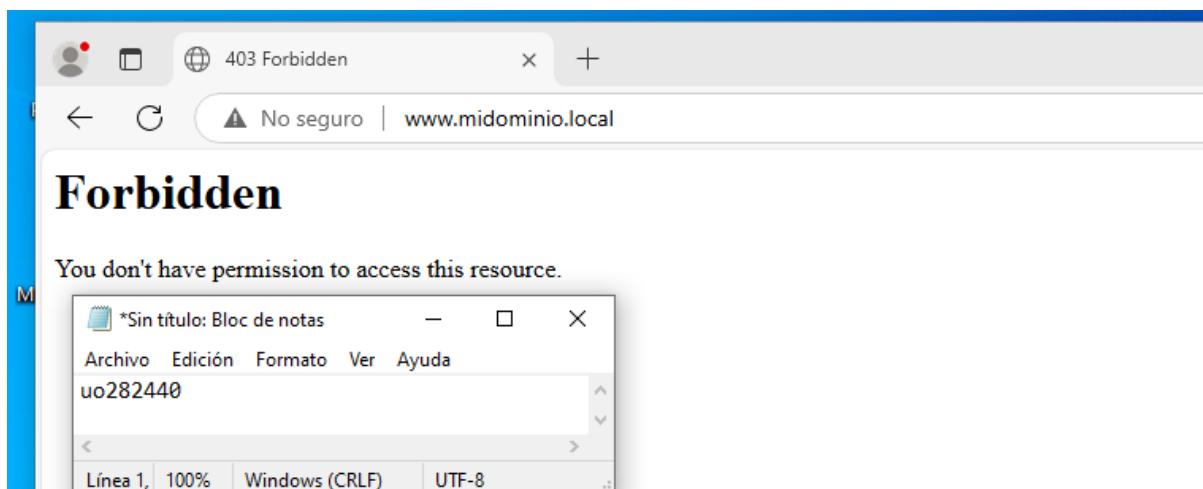 403 Forbidden
No seguro | www.midominio.local
Forbidden
You don't have permission to access this resource.
M
*Sin título: Bloc de notas
Archivo Edición Formato Ver Ayuda
uo282440
Línea 1, 100% Windows (CRLF) UTF-8